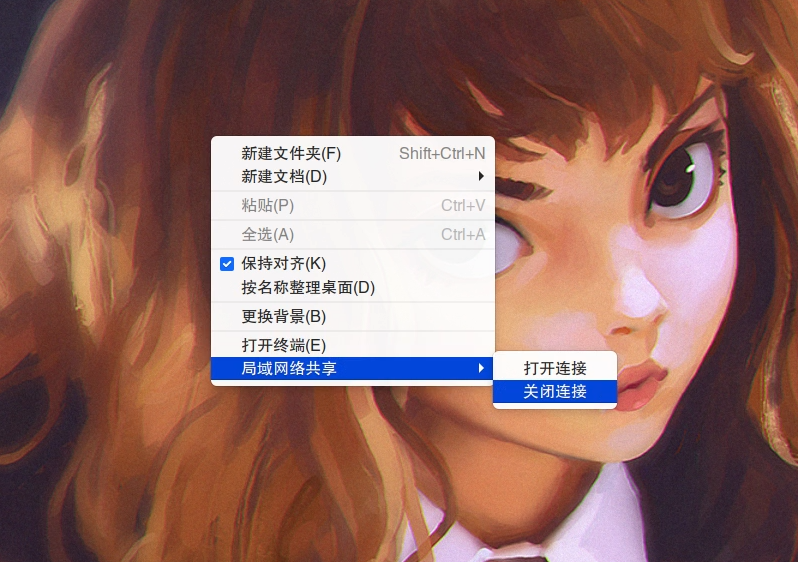 新建文件夹(F) Shift+Ctrl+N
新建文档(D)
粘贴(P) Ctrl+V
全选(A) Ctrl+A
保持对齐(K)
按名称整理桌面(D)
更换背景(B)
打开终端(E)
局域网络共享
打开连接
关闭连接